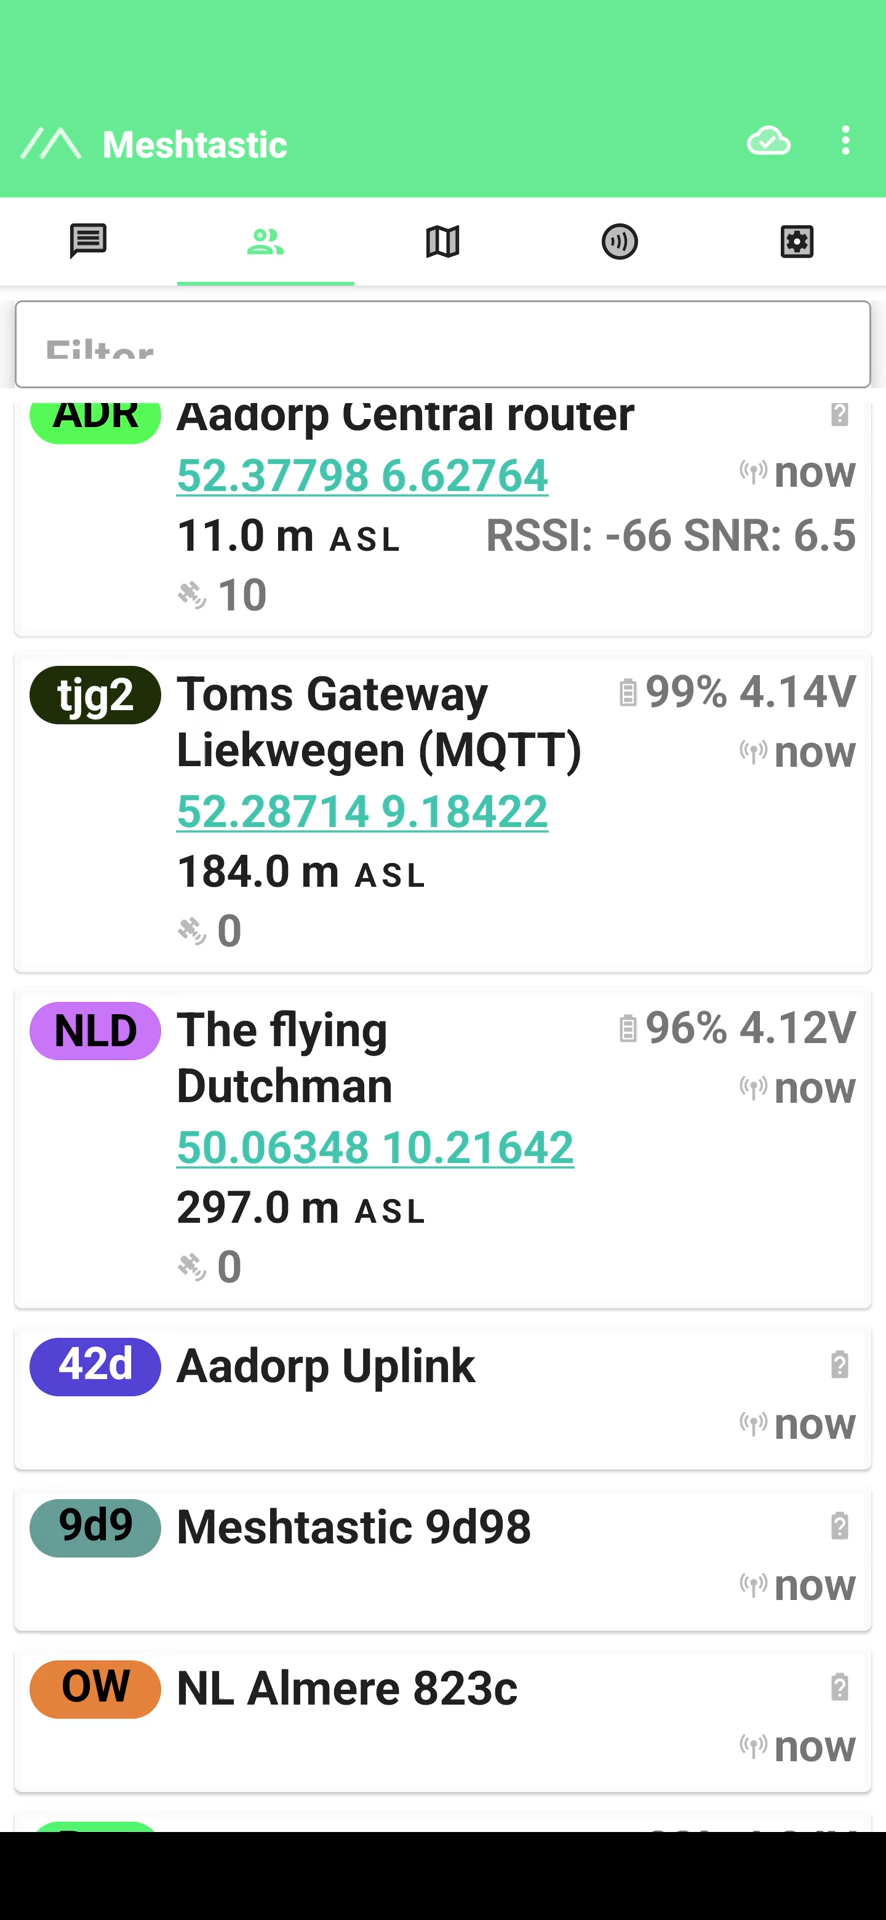 Meshtastic
Filter
ADR Aadorp Central router
52.37798 6.62764 now
11.0 m ASL RSSI: -66 SNR: 6.5
10
tjg2 Toms Gateway 99% 4.14V
Liekwegen (MQTT) now
52.28714 9.18422
184.0 m ASL
0
NLD The flying 96% 4.12V
Dutchman now
50.06348 10.21642
297.0 m ASL
0
42d Aadorp Uplink
now
9d9 Meshtastic 9d98
now
OW NL Almere 823c
now